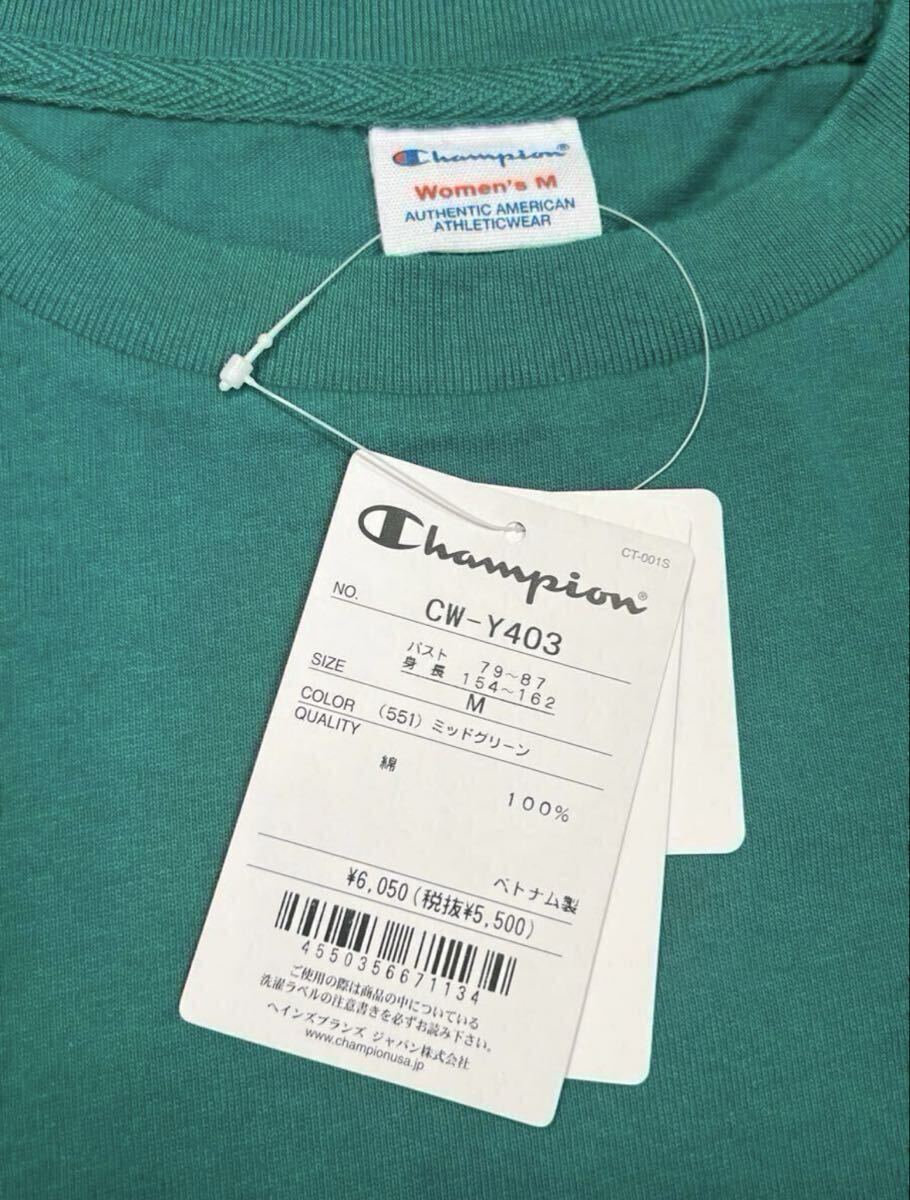 Champion®
Women's M
AUTHENTIC AMERICAN
ATHLETICWEAR
Champion®
CT-001S
NO. CW-Y403
バスト 79~87
SIZE 身長 154~162
M
COLOR (551) ミッドグリーン
QUALITY
綿 100%
ベトナム製
¥6,050(税抜¥5,500)
4550356671134
ご使用の際は商品の中についている
洗濯ラベルの注意書きを必ずお読み下さい。
ヘインズブランズ ジャパン株式会社
www.championusa.jp